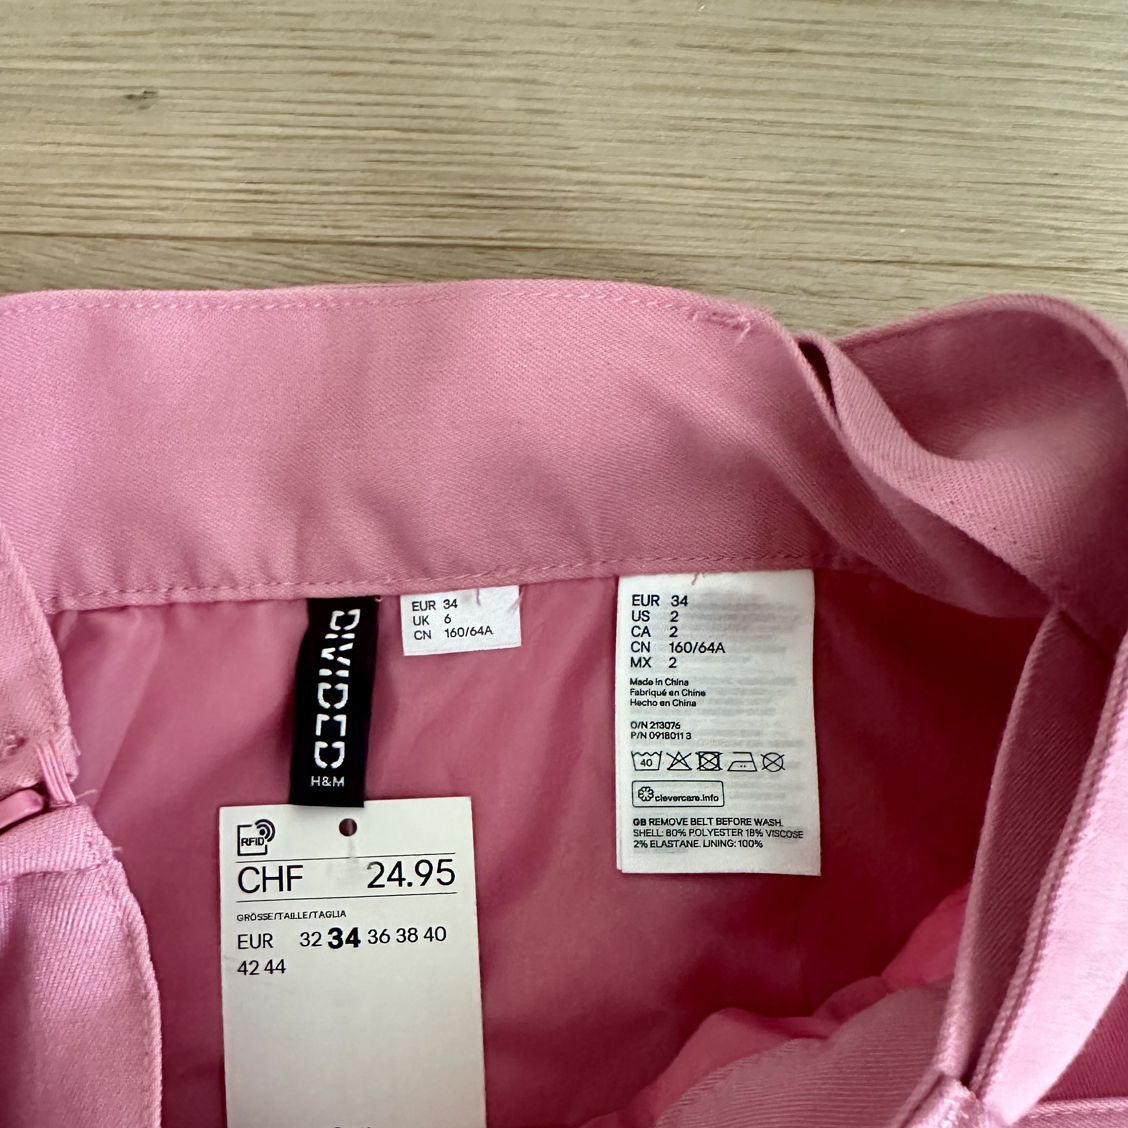 DIVIDED
H&M
EUR 34
UK 6
CN 160/64A
EUR 34
US 2
CA 2
CN 160/64A
MX 2
Made in China
Fabriqué en Chine
Hecho en China
O/N 213076
P/N 0918011 3
40
clevercare.info
GB REMOVE BELT BEFORE WASH.
SHELL: 80% POLYESTER 18% VISCOSE
2% ELASTANE. LINING: 100%
RFID
CHF 24.95
GRÖSSE/TAILLE/TAGLIA
EUR 32 34 36 38 40
42 44